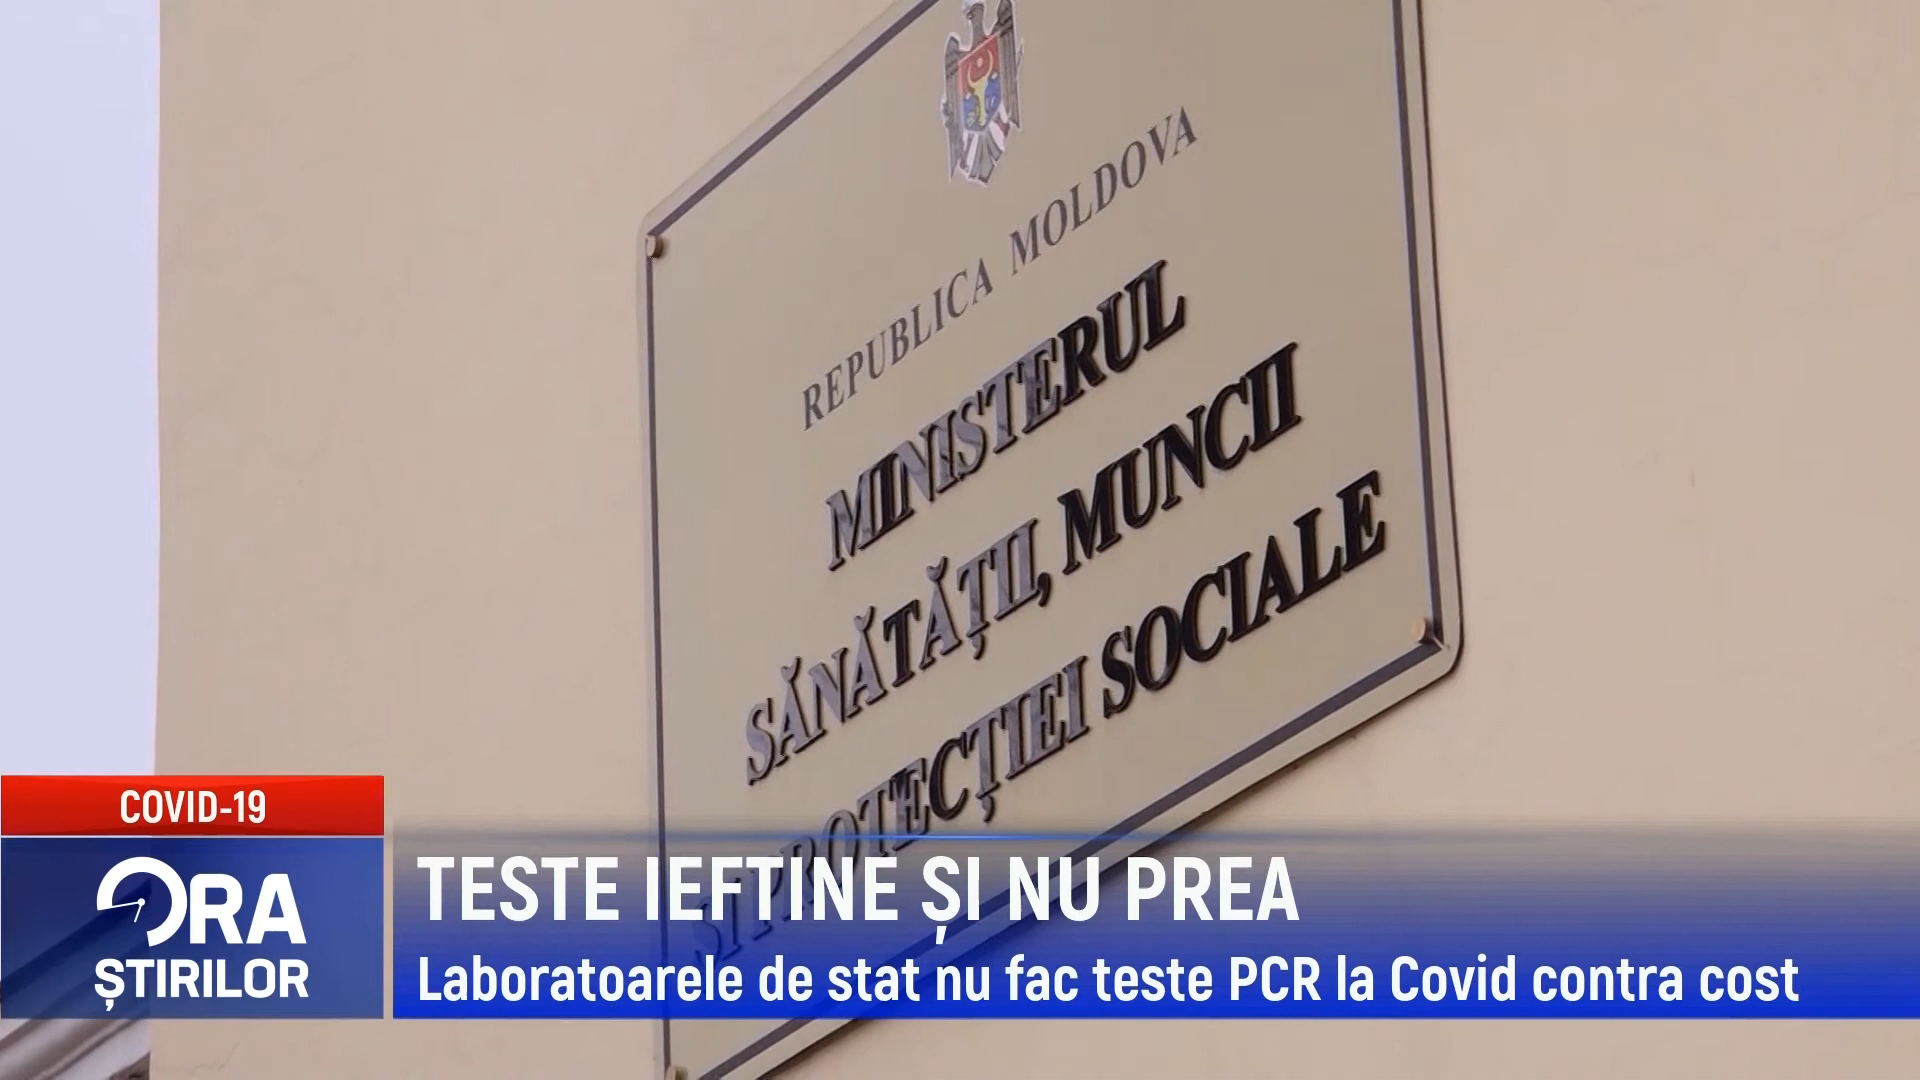 REPUBLICA MOLDOVA
MINISTERUL
SĂNĂTĂȚII, MUNCII
ȘI PROTECȚIEI SOCIALE
COVID-19
ORA
ȘTIRILOR
TESTE IEFTINE ȘI NU PREA
Laboratoarele de stat nu fac teste PCR la Covid contra cost